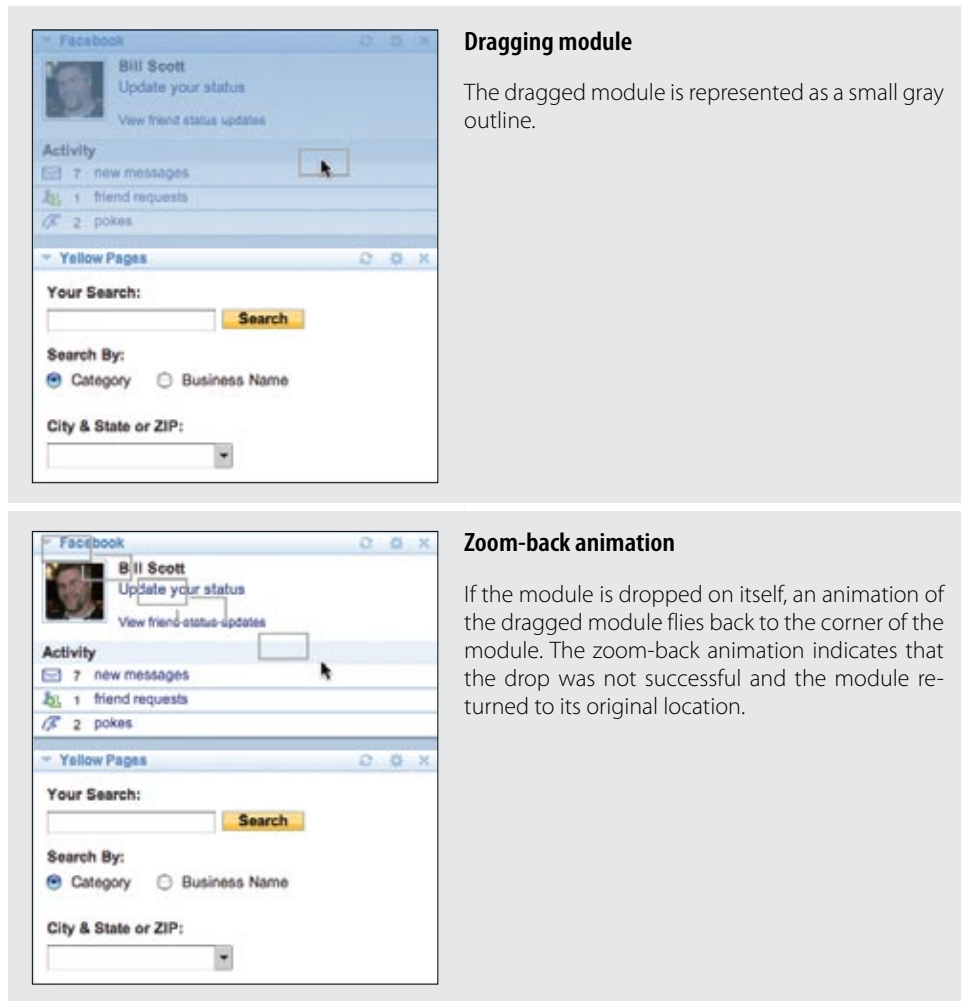 Facebook
Bill Scott
Update your status
View friend status updates
Activity
7 new messages
1 friend requests
2 pokes
Yellow Pages
Your Search:
Search
Search By:
Category Business Name
City & State or ZIP:
Dragging module
The dragged module is represented as a small gray
outline.
Facebook
Bill Scott
Update your status
View friend status updates
Activity
7 new messages
1 friend requests
2 pokes
Yellow Pages
Your Search:
Search
Search By:
Category Business Name
City & State or ZIP:
Zoom-back animation
If the module is dropped on itself, an animation of
the dragged module flies back to the corner of the
module. The zoom-back animation indicates that
the drop was not successful and the module re-
turned to its original location.